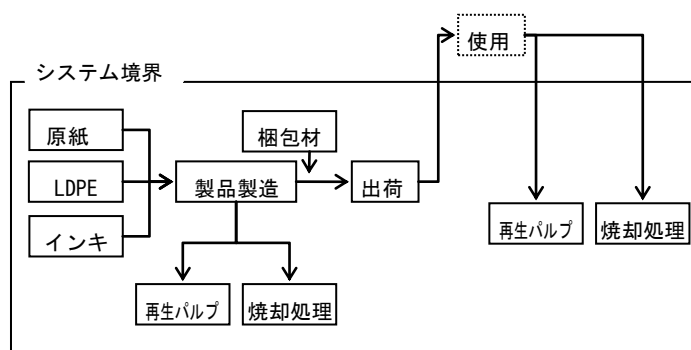 使用
システム境界
原紙
梱包材
LDPE
製品製造
出荷
インキ
再生パルプ
焼却処理
再生パルプ
焼却処理